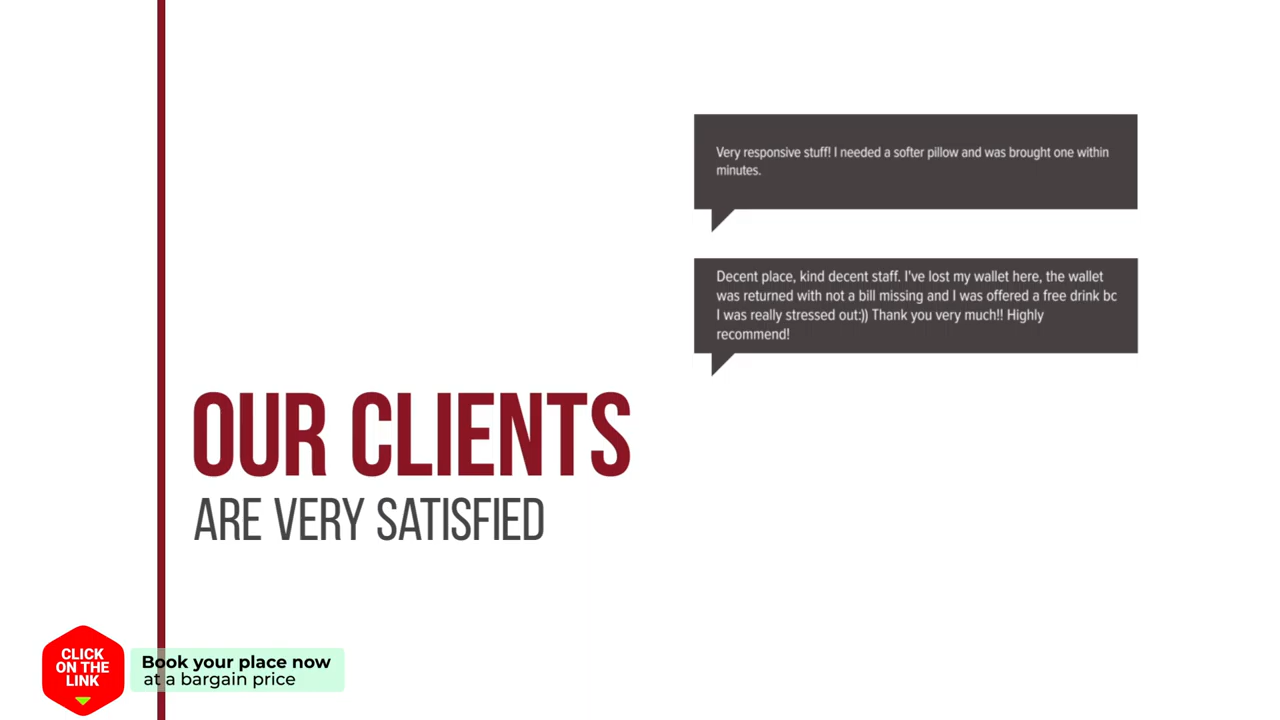 Very responsive stuff! I needed a softer pillow and was brought one within
minutes.
Decent place, kind decent staff. I've lost my wallet here, the wallet
was returned with not a bill missing and I was offered a free drink bc
I was really stressed out:)) Thank you very much!! Highly
recommend!
OUR CLIENTS
ARE VERY SATISFIED
CLICK
ON THE
LINK
Book your place now
at a bargain price